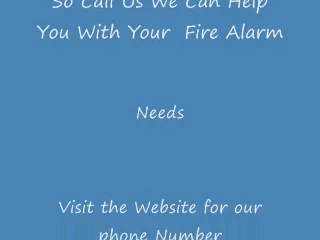 So Call Us We Can Help
You With Your Fire Alarm
Needs
Visit the Website for our
phone Number